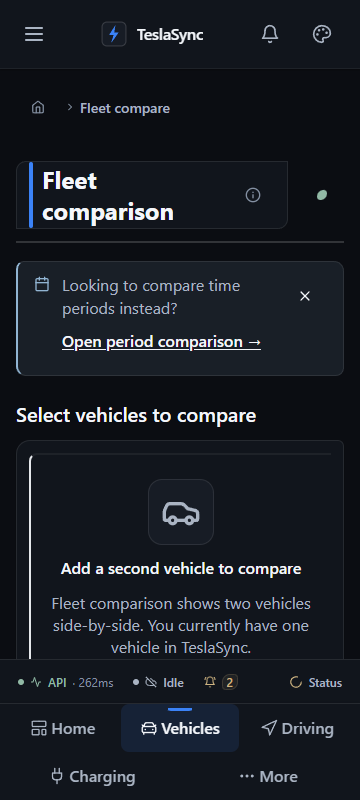 TeslaSync
Fleet compare
Fleet
comparison
Looking to compare time
periods instead?
Open period comparison →
Select vehicles to compare
Add a second vehicle to compare
Fleet comparison shows two vehicles
side-by-side. You currently have one
vehicle in TeslaSync.
API · 262ms Idle 2 Status
Home Vehicles Driving
Charging More